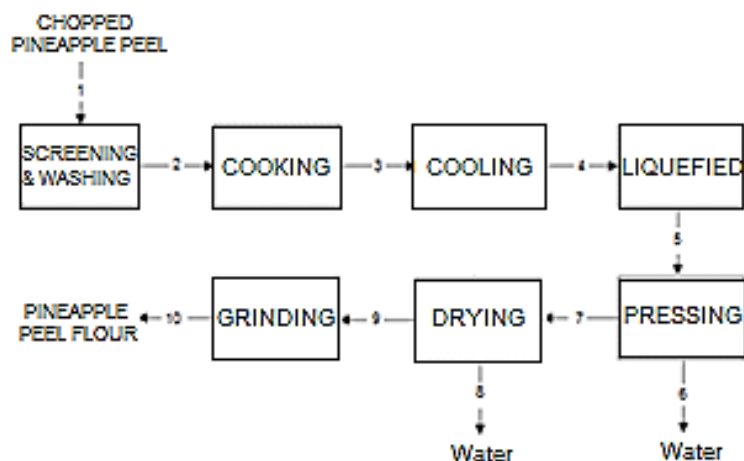 CHOPPED
PINEAPPLE PEEL
1
SCREENING
& WASHING
2
COOKING
3
COOLING
4
LIQUEFIED
5
PINEAPPLE
PEEL FLOUR
10
GRINDING
9
DRYING
7
PRESSING
8
6
Water
Water